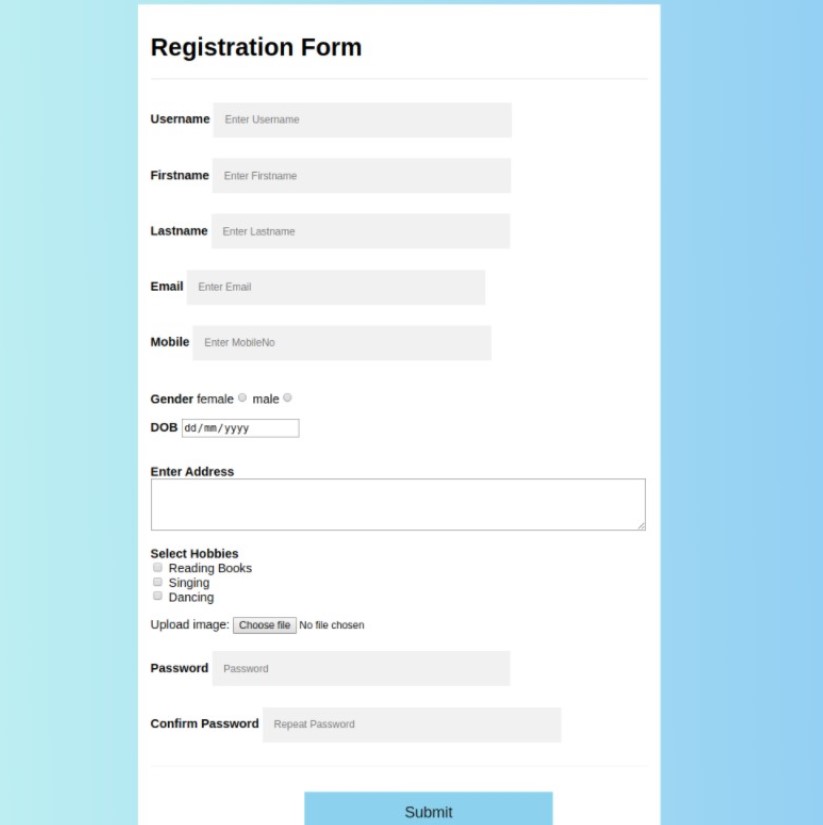 Registration Form
Username Enter Username
Firstname Enter Firstname
Lastname Enter Lastname
Email Enter Email
Mobile Enter MobileNo
Gender female male
DOB dd/mm/yyyy
Enter Address
Select Hobbies
Reading Books
Singing
Dancing
Upload image: Choose file No file chosen
Password Password
Confirm Password Repeat Password
Submit